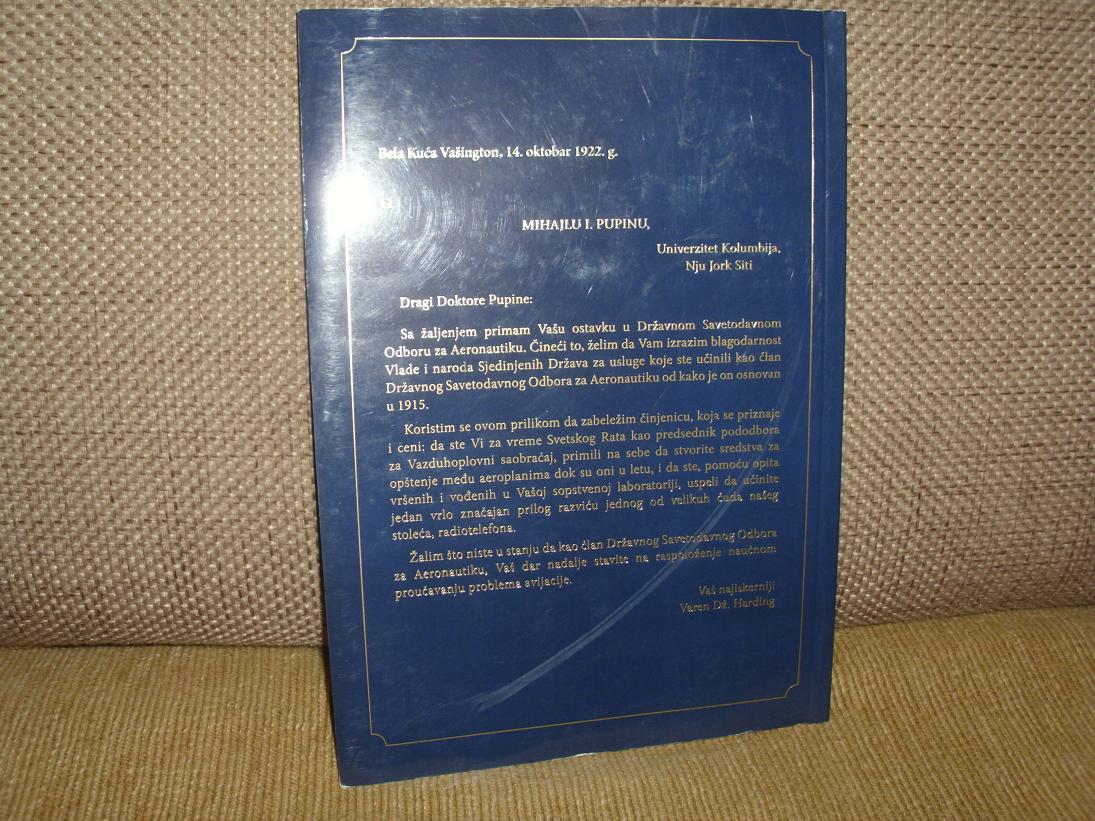 Bela Kuća Vašington, 14. oktobar 1922. g.
MIHAJLU I. PUPINU,
Univerzitet Kolumbija,
Nju Jork Siti
Dragi Doktore Pupine:
Sa žaljenjem primam Vašu ostavku u Državnom Savetodavnom
Odboru za Aeronautiku. Čineći to, želim da Vam izrazim blagodarnost
Vlade i naroda Sjedinjenih Država za usluge koje ste učinili kao član
Državnog Savetodavnog Odbora za Aeronautiku od kako je on osnovan
u 1915.
Koristim se ovom prilikom da zabeležim činjenicu, koja se priznaje
i ceni: da ste Vi za vreme Svetskog Rata kao predsednik pododbora
za Vazduhoplovni saobraćaj, primili na sebe da stvorite sredstva za
opštenje među aeroplanima dok su oni u letu, i da ste, pomoću opita
vršenih i vođenih u Vašoj sopstvenoj laboratoriji, uspeli da učinite
jedan vrlo značajan prilog razviću jednog od velikuh čuda našeg
stoleća, radiotelefona.
Žalim što niste u stanju da kao član Državnog Savetodavnog Odbora
za Aeronautiku, Vaš dar nadalje stavite na raspoloženje naučnom
proučavanju problema avijacije.
Vaš najiskerniji
Varen Dž. Harding